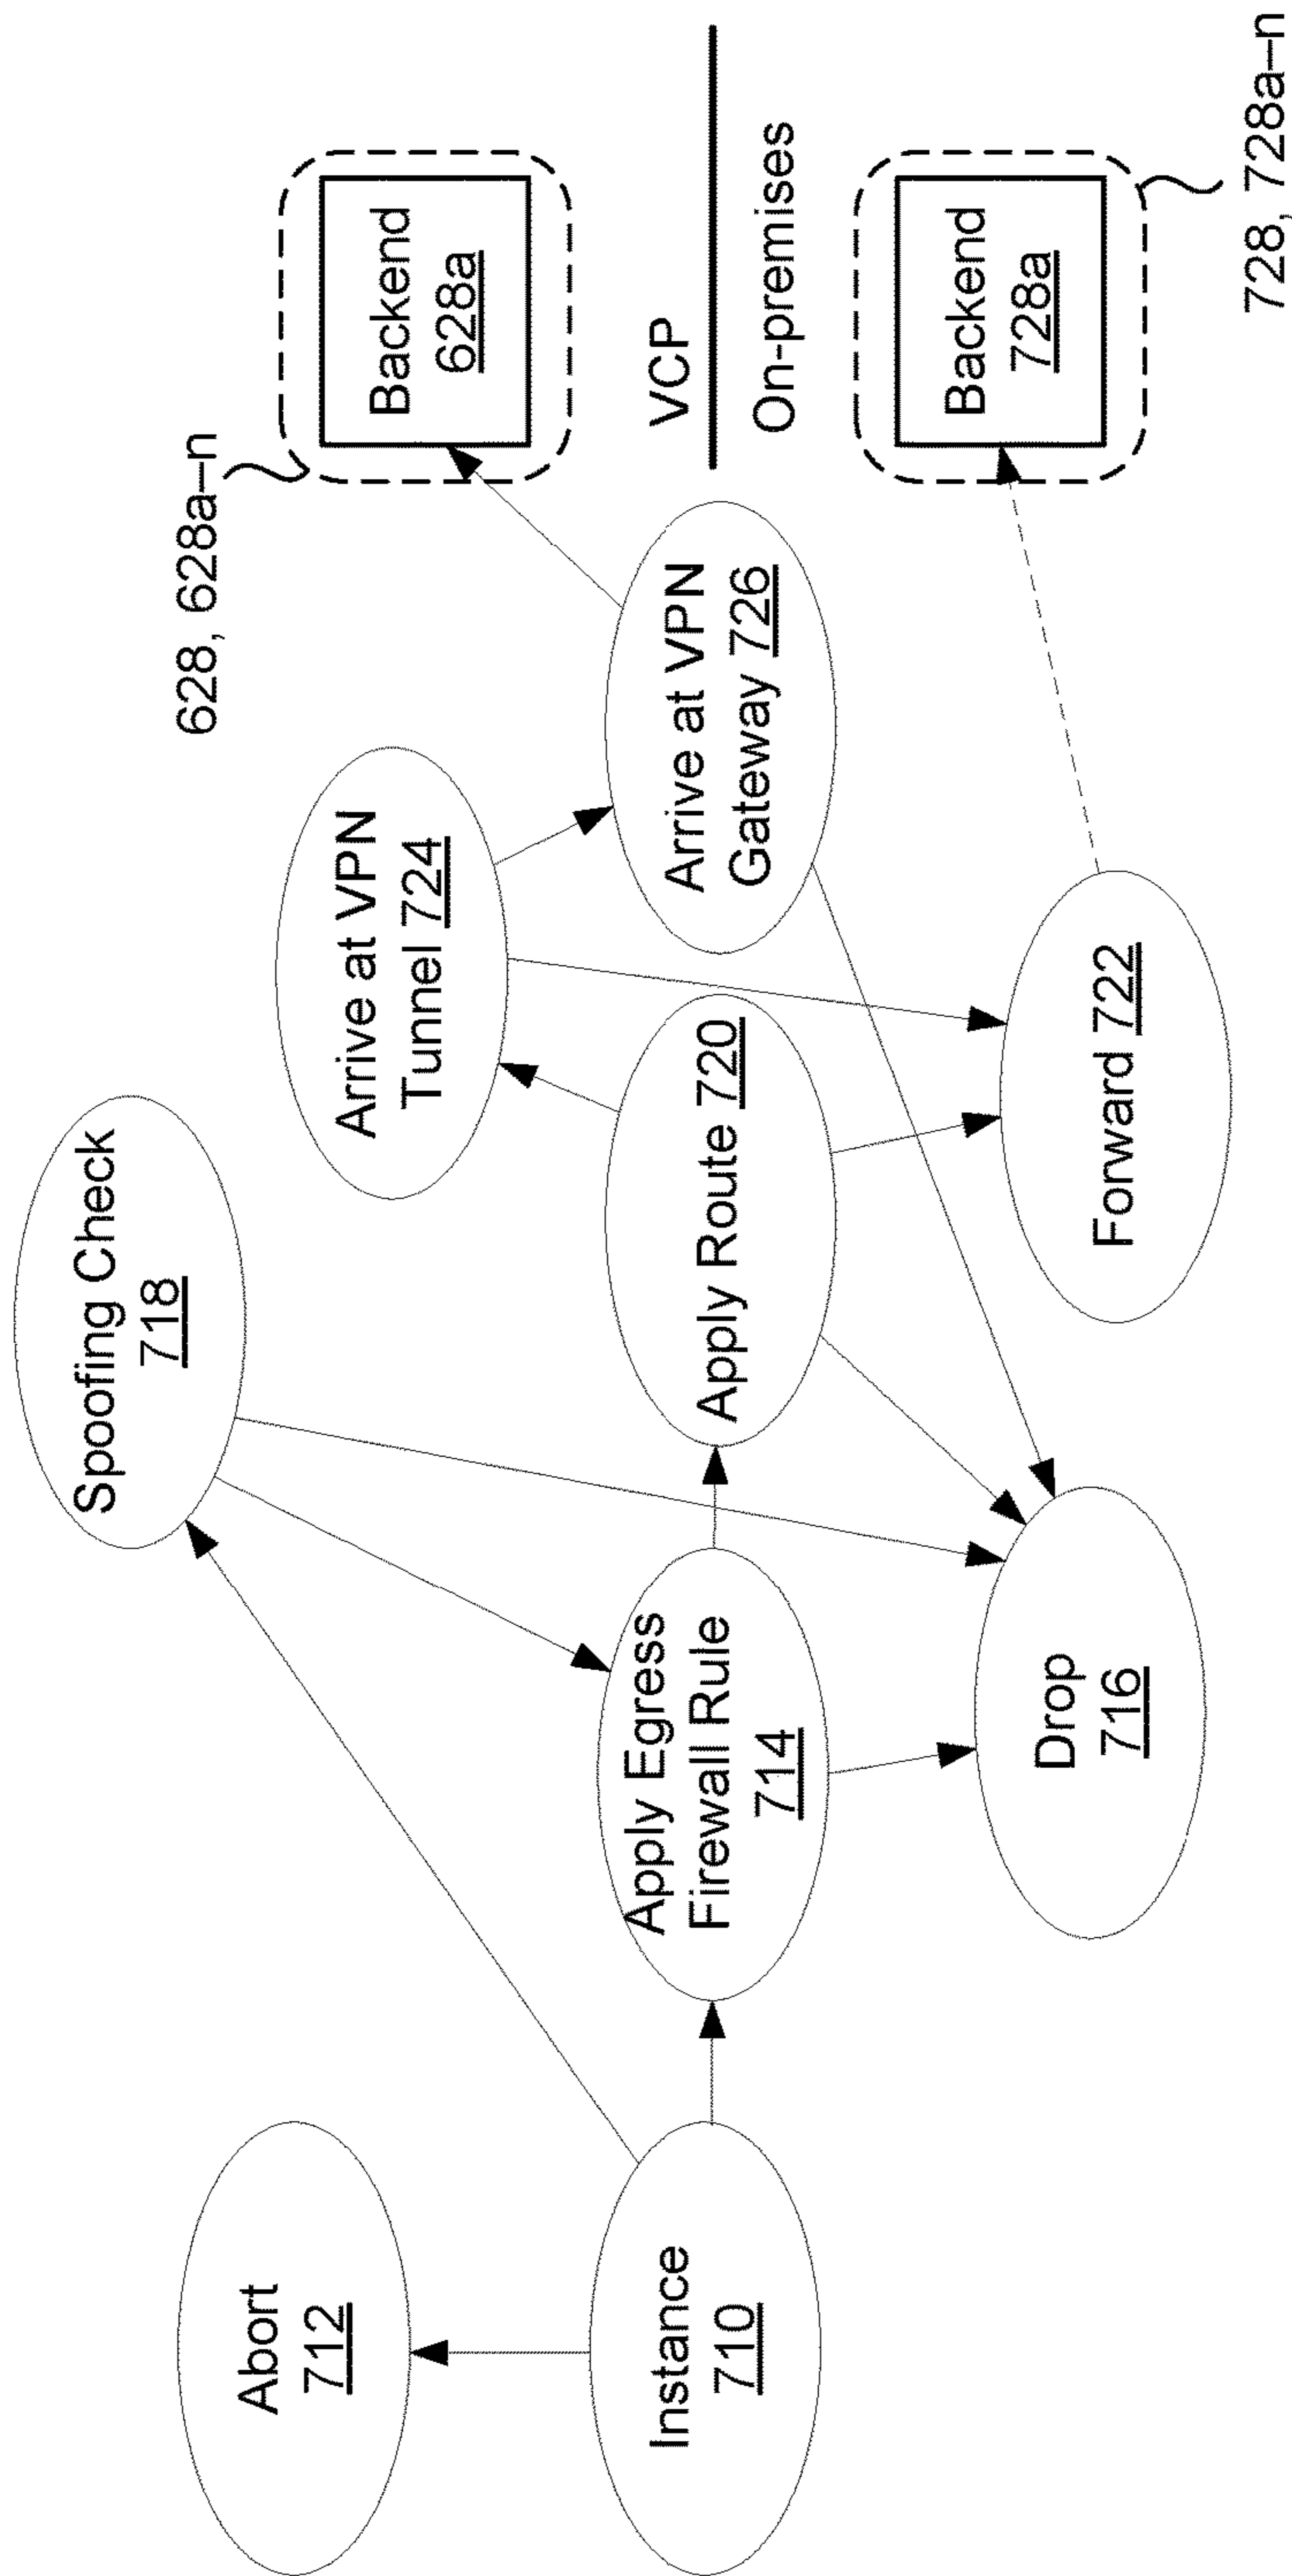 Spoofing Check
718
628, 628a–n
Abort
712
Arrive at VPN
Tunnel 724
Backend
628a
Instance
710
Apply Egress
Firewall Rule
714
Apply Route 720
Arrive at VPN
Gateway 726
VCP
On-premises
Drop
716
Forward 722
Backend
728a
728, 728a–n